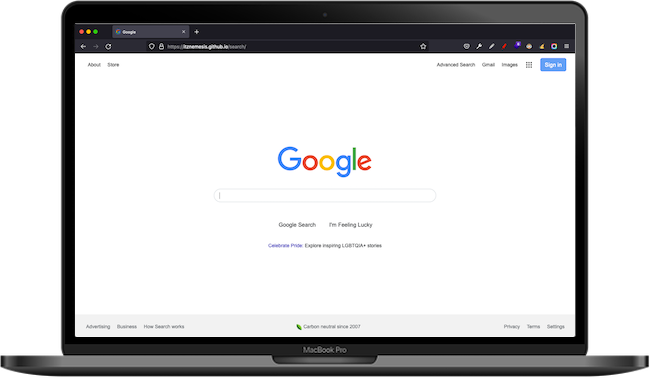 Google
https://itznemesis.github.io/search/
About Store
Advanced Search Gmail Images Sign in
Google
Google Search I'm Feeling Lucky
Celebrate Pride: Explore inspiring LGBTQIA+ stories
Advertising Business How Search works Carbon neutral since 2007 Privacy Terms Settings
MacBook Pro